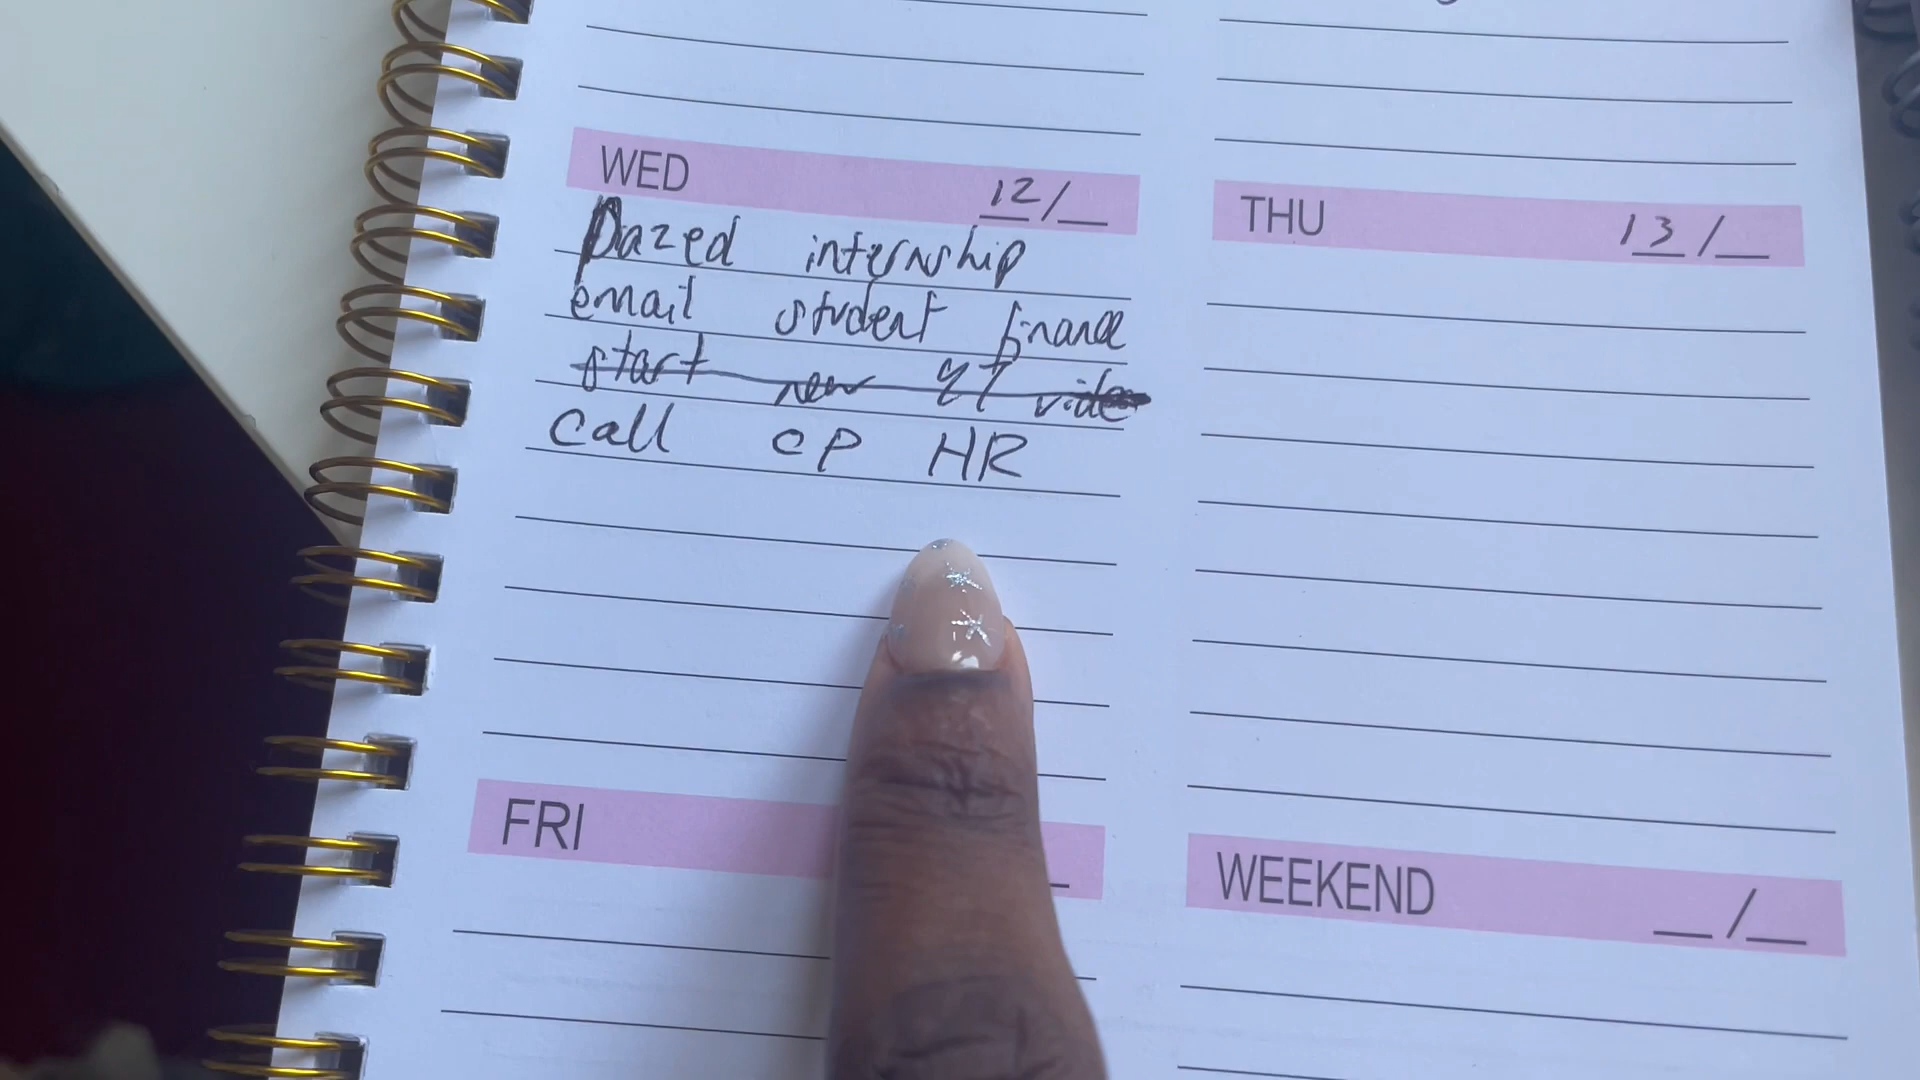 WED 12/__
Dazed internship
email student finance
start new YT video
Call CP HR
THU 13/__
FRI
WEEKEND __/__